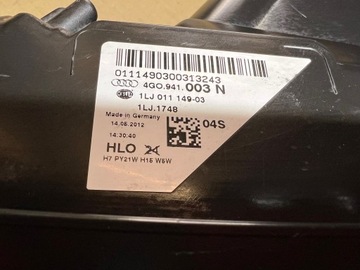 0111490300313243
4G0.941.003 N
1LJ 011 149-03
1LJ.1748
Made in Germany
14.05.2012
04S
14:30:40
HLO
H7 PY21W H15 W5W